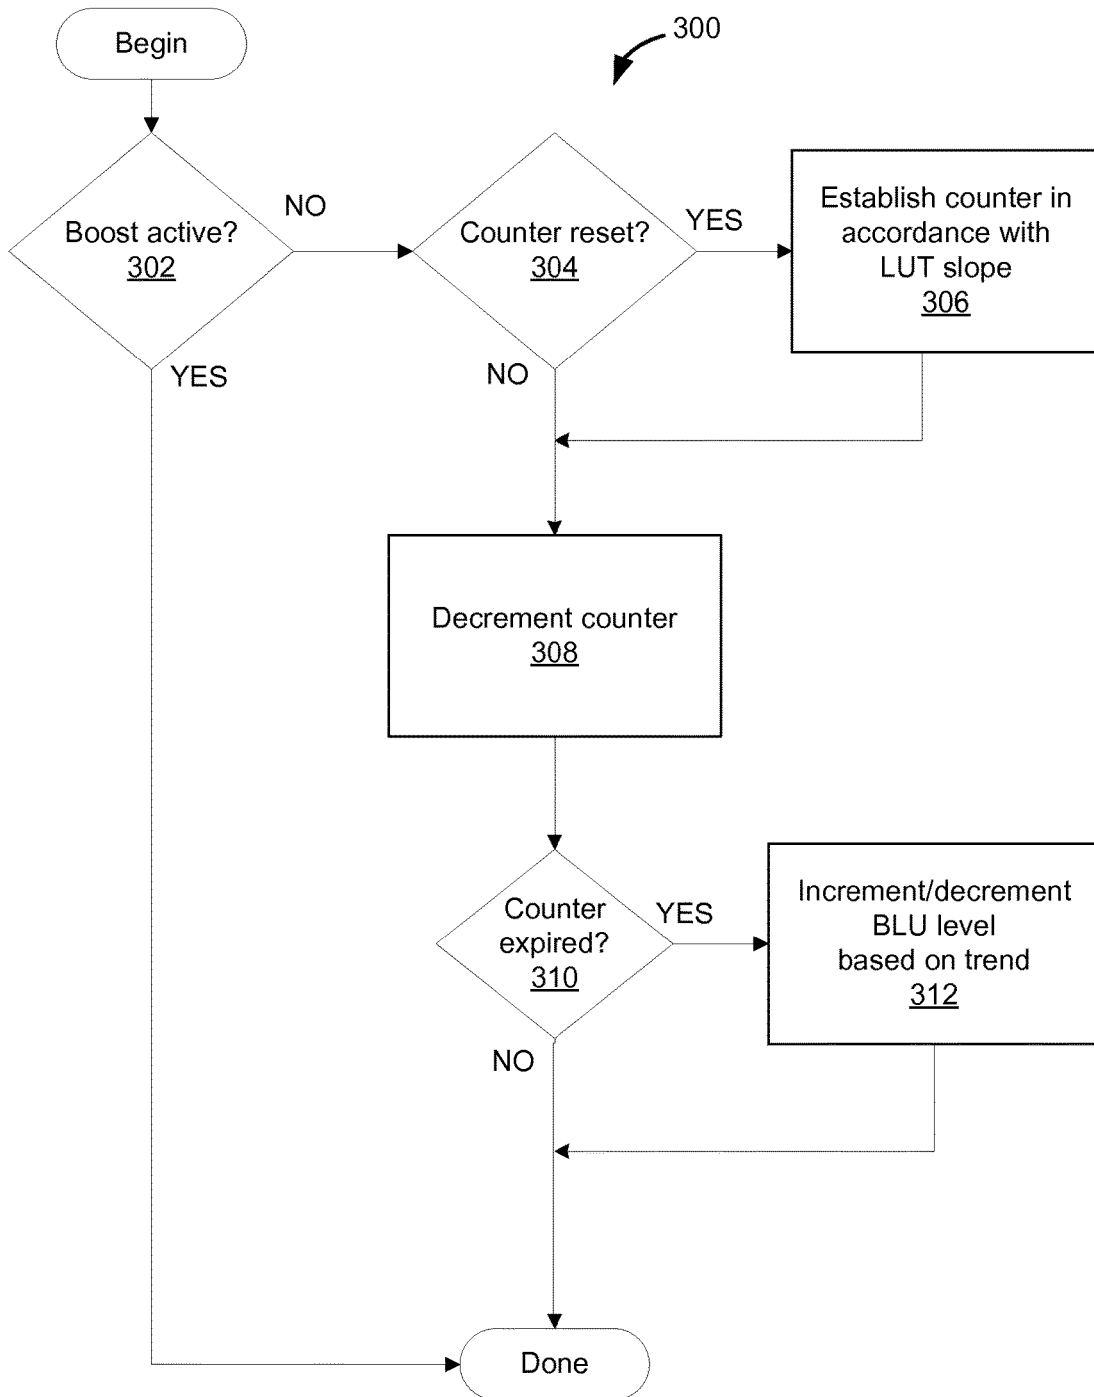 Begin
300
Boost active?
302
NO
YES
Counter reset?
304
YES
NO
Establish counter in
accordance with
LUT slope
306
Decrement counter
308
Counter
expired?
310
YES
NO
Increment/decrement
BLU level
based on trend
312
Done